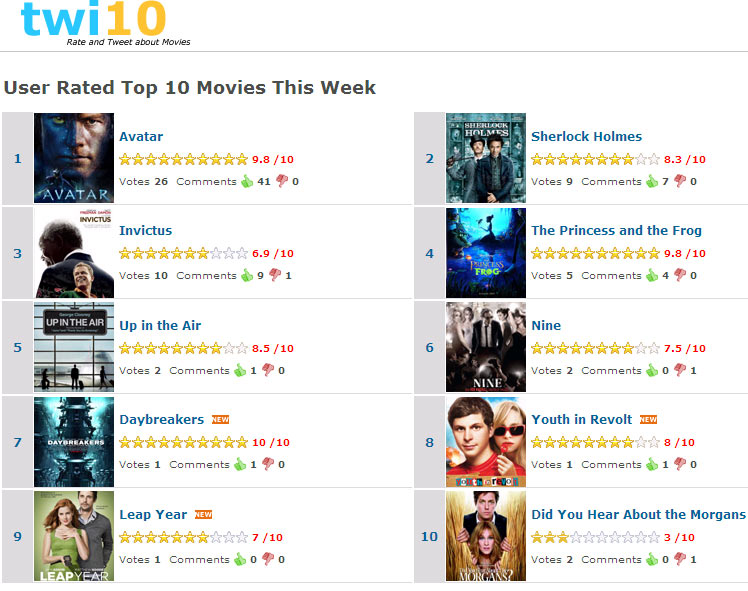 twi10
Rate and Tweet about Movies
User Rated Top 10 Movies This Week
1
AVATAR
Avatar
9.8 /10
Votes 26 Comments 41 0
2
SHERLOCK HOLMES
Sherlock Holmes
8.3 /10
Votes 9 Comments 7 0
3
FREEMAN DAMON
INVICTUS
Invictus
6.9 /10
Votes 10 Comments 9 1
4
PRINCESS
FROG
The Princess and the Frog
9.8 /10
Votes 5 Comments 4 0
5
George Clooney
UP IN THE AIR
Up in the Air
8.5 /10
Votes 2 Comments 1 0
6
NINE
Nine
7.5 /10
Votes 2 Comments 0 1
7
DAYBREAKERS
Daybreakers NEW
10 /10
Votes 1 Comments 1 0
8
YOUTH IN REVOLT
Youth in Revolt NEW
8 /10
Votes 1 Comments 1 0
9
LEAP YEAR
Leap Year NEW
7 /10
Votes 1 Comments 0 0
10
MORGANS?
Did You Hear About the Morgans
3 /10
Votes 2 Comments 0 1